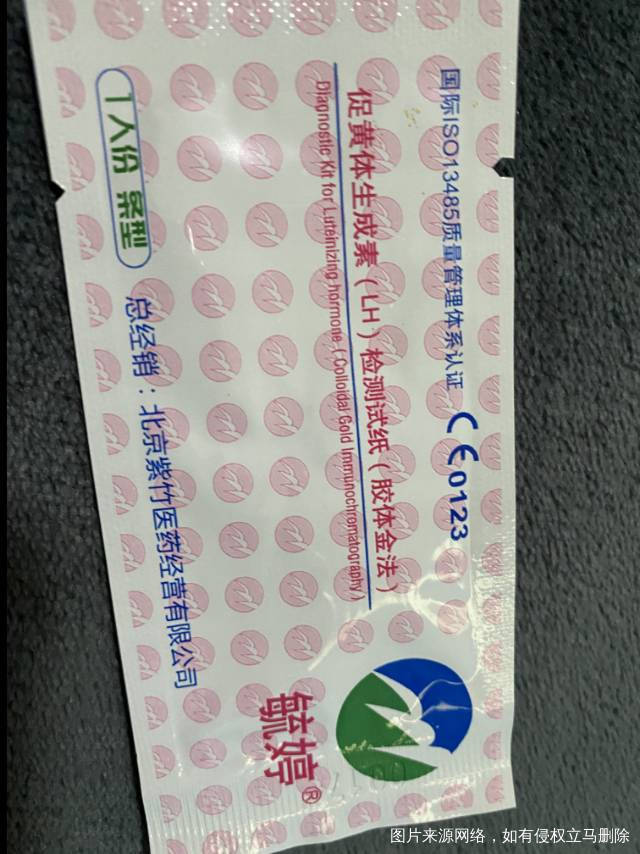 国际ISO13485质量管理体系认证 CE0123
促黄体生成素（LH）检测试纸（胶体金法）
Diagnostic Kit for Luteinizing hormone ( Colloidal Gold Immunochromatography )
1人份 条型
总经销：北京紫竹医药经营有限公司
毓婷®
图片来源网络，如有侵权立马删除